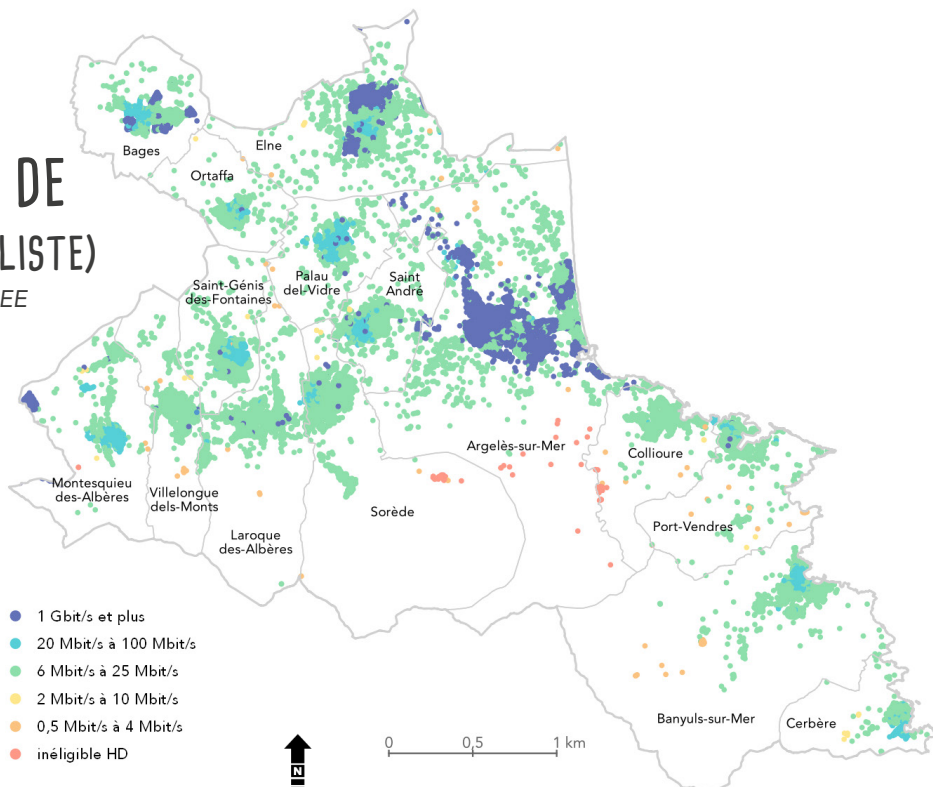 DE
LISTE)
EE
Bages
Elne
Ortaffa
Saint-Génis
des-Fontaines
Palau
del-Vidre
Saint
André
Argelès-sur-Mer
Collioure
Montesquieu
des-Albères
Villelongue
dels-Monts
Sorède
Port-Vendres
Laroque
des-Albères
Banyuls-sur-Mer
Cerbère
1 Gbit/s et plus
20 Mbit/s à 100 Mbit/s
6 Mbit/s à 25 Mbit/s
2 Mbit/s à 10 Mbit/s
0,5 Mbit/s à 4 Mbit/s
inéligible HD
N
0 0,5 1 km